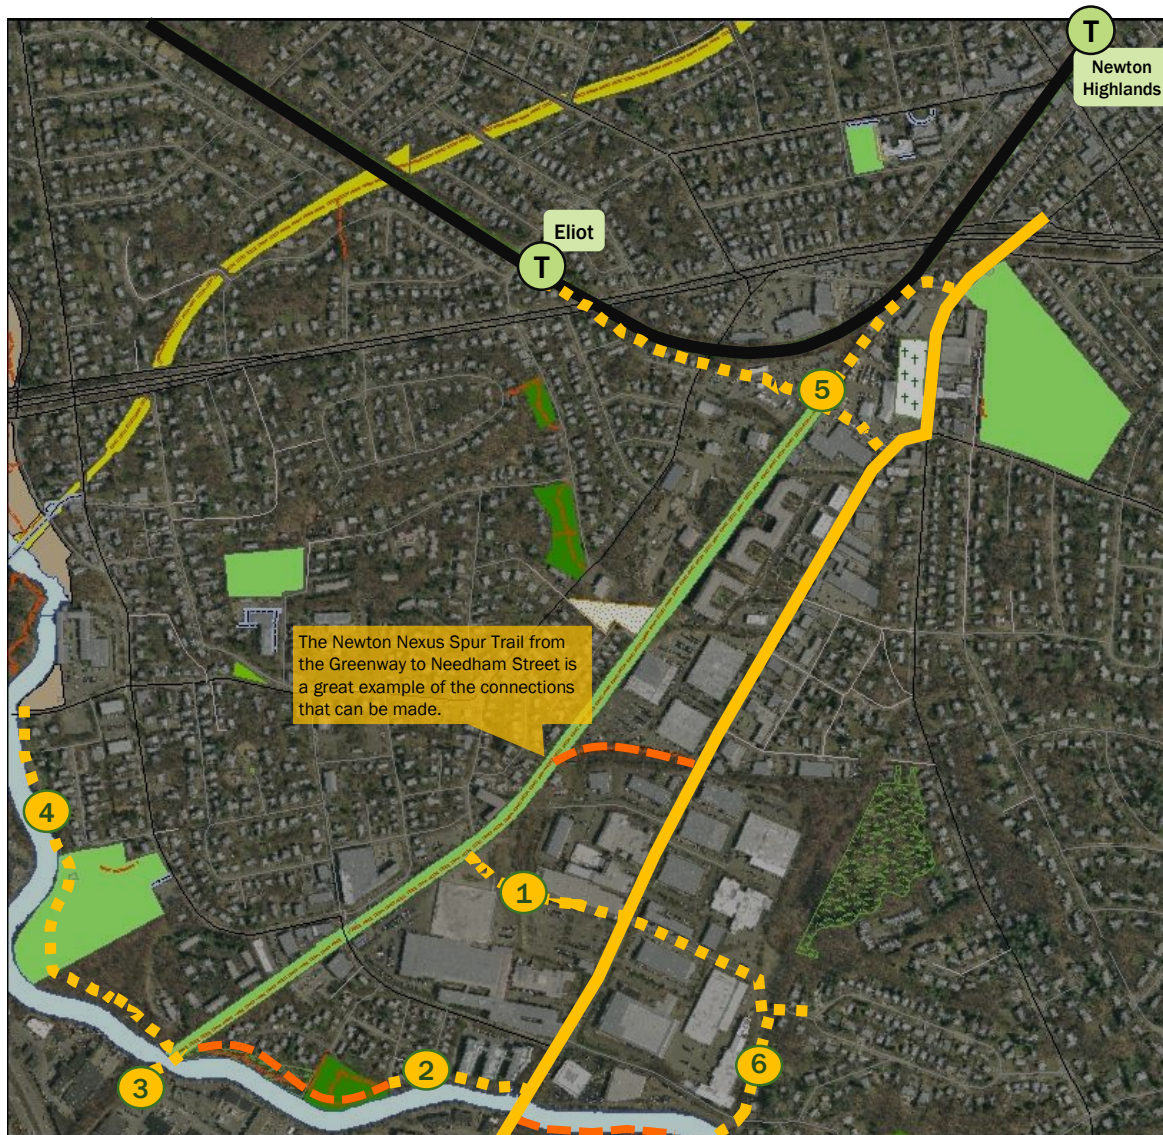 T
Newton
Highlands
Eliot
T
5
The Newton Nexus Spur Trail from
the Greenway to Needham Street is
a great example of the connections
that can be made.
4
1
6
2
3